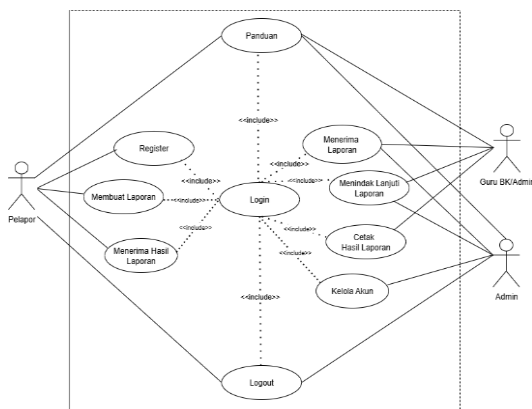 Panduan
<<include>>
Register
Menerima
Laporan
<<include>>
<<include>>
Guru BK/Admin
Membuat Laporan
<<include>>
<<include>>
Menindak Lanjuti
Laporan
Pelapor
Login
<<include>>
<<include>>
Cetak
Hasil Laporan
Menerima Hasil
Laporan
<<include>>
Kelola Akun
Admin
<<include>>
Logout